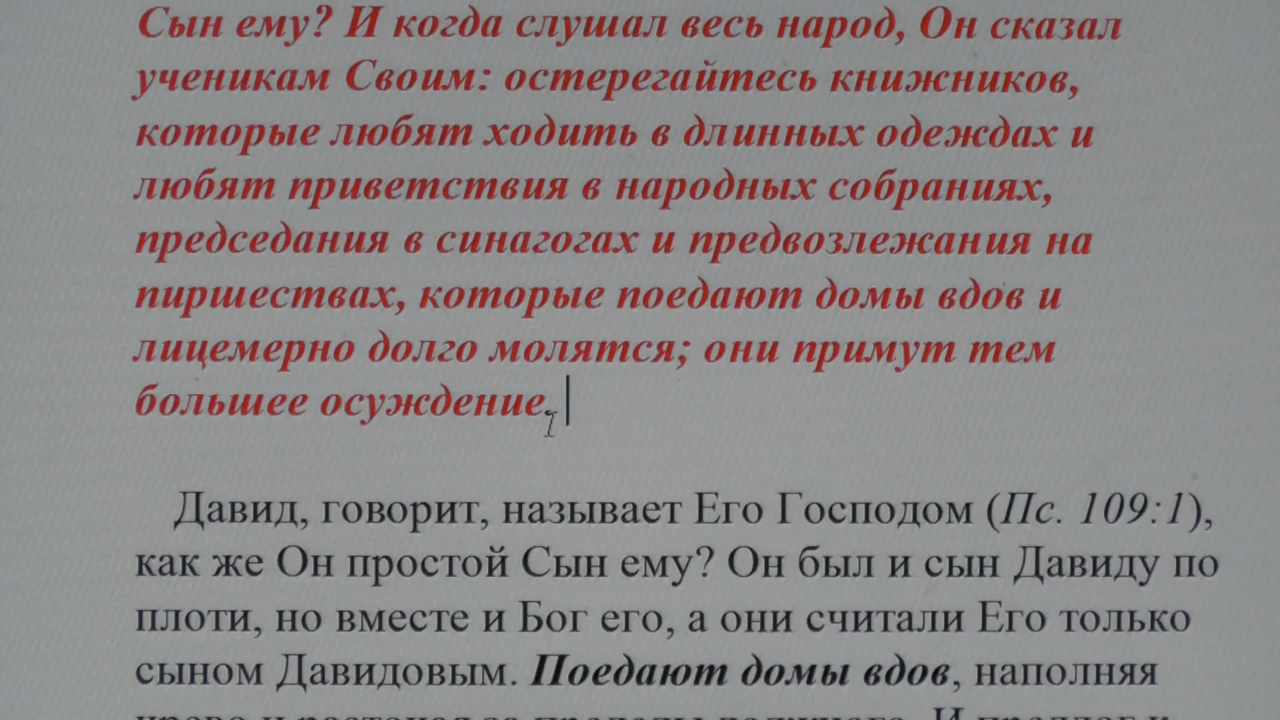 Сын ему? И когда слушал весь народ, Он сказал
ученикам Своим: остерегайтесь книжников,
которые любят ходить в длинных одеждах и
любят приветствия в народных собраниях,
председания в синагогах и предвозлежания на
пиршествах, которые поедают домы вдов и
лицемерно долго молятся; они примут тем
большее осуждение.
Давид, говорит, называет Его Господом (Пс. 109:1),
как же Он простой Сын ему? Он был и сын Давиду по
плоти, но вместе и Бог его, а они считали Его только
сыном Давидовым. Поедают домы вдов, наполняя